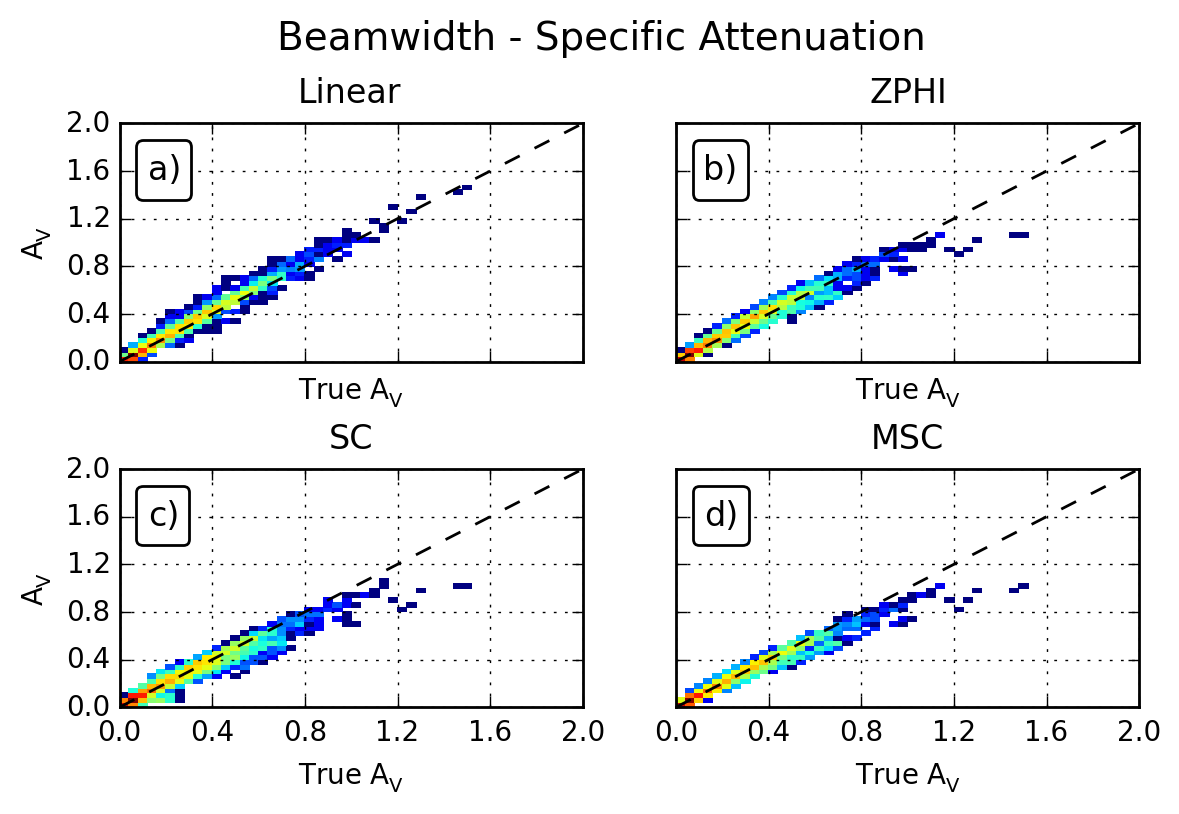 Beamwidth - Specific Attenuation
Linear
ZPHI
2.0
1.6
1.2
0.8
0.4
0.0
A_V
a)
b)
True A_V
True A_V
SC
MSC
2.0
1.6
1.2
0.8
0.4
0.0
A_V
c)
d)
0.0 0.4 0.8 1.2 1.6 2.0
0.0 0.4 0.8 1.2 1.6 2.0
True A_V
True A_V